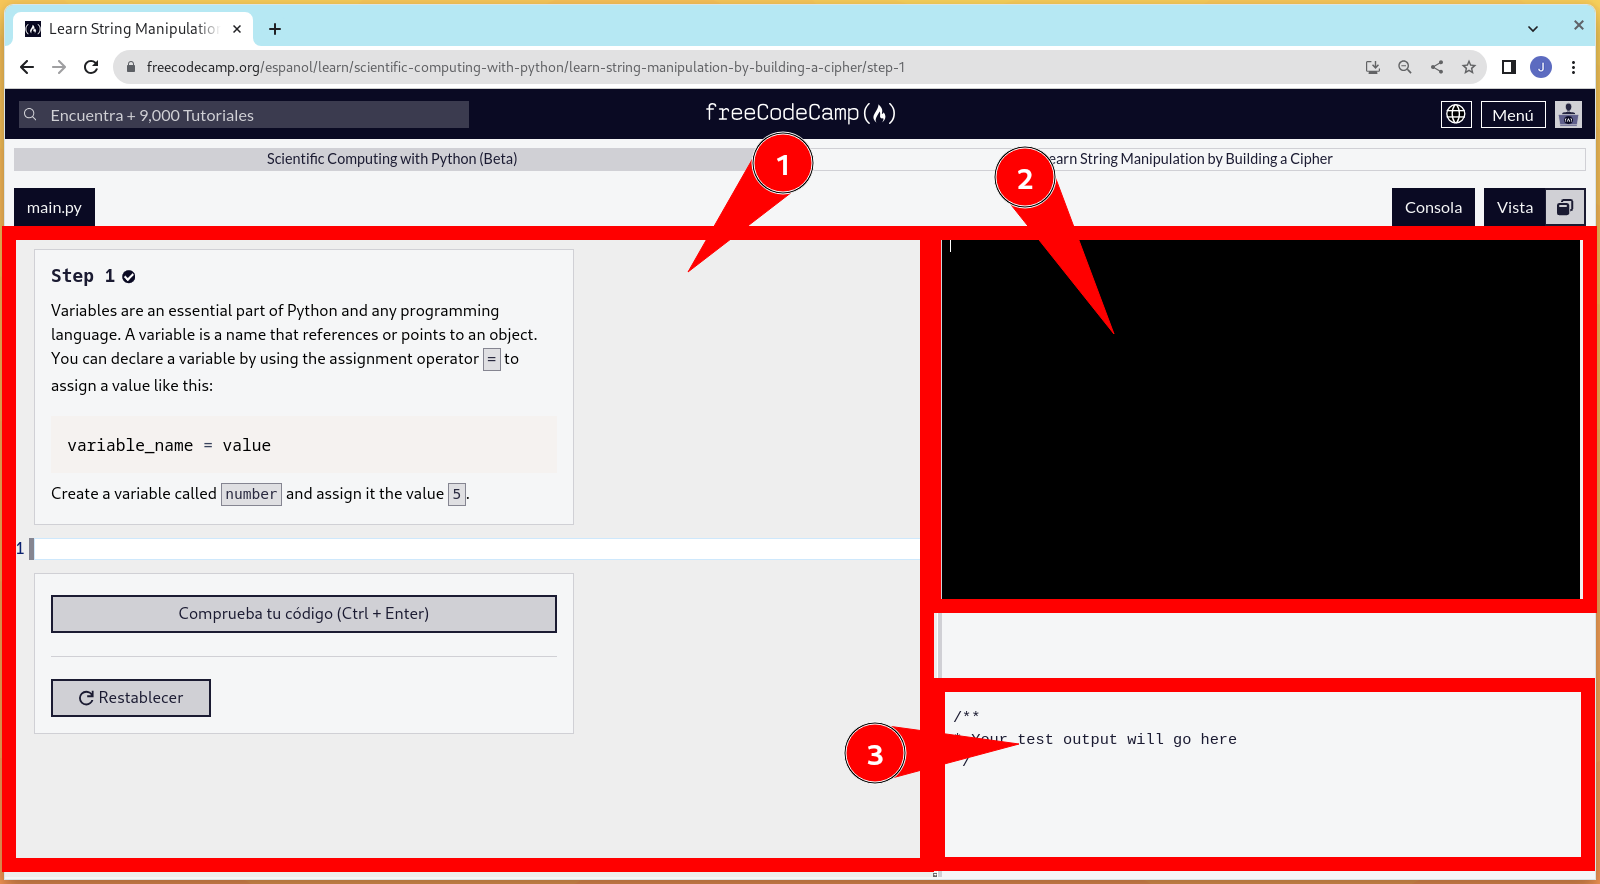 Learn String Manipulatio
freecodecamp.org/espanol/learn/scientific-computing-with-python/learn-string-manipulation-by-building-a-cipher/step-1
J
Encuentra + 9,000 Tutoriales
freeCodeCamp
Menú
Scientific Computing with Python (Beta)
earn String Manipulation by Building a Cipher
1
2
main.py
Consola
Vista
Step 1
Variables are an essential part of Python and any programming
language. A variable is a name that references or points to an object.
You can declare a variable by using the assignment operator = to
assign a value like this:
variable_name = value
Create a variable called number and assign it the value 5.
1
Comprueba tu código (Ctrl + Enter)
Restablecer
/**
* Your test output will go here
/
3